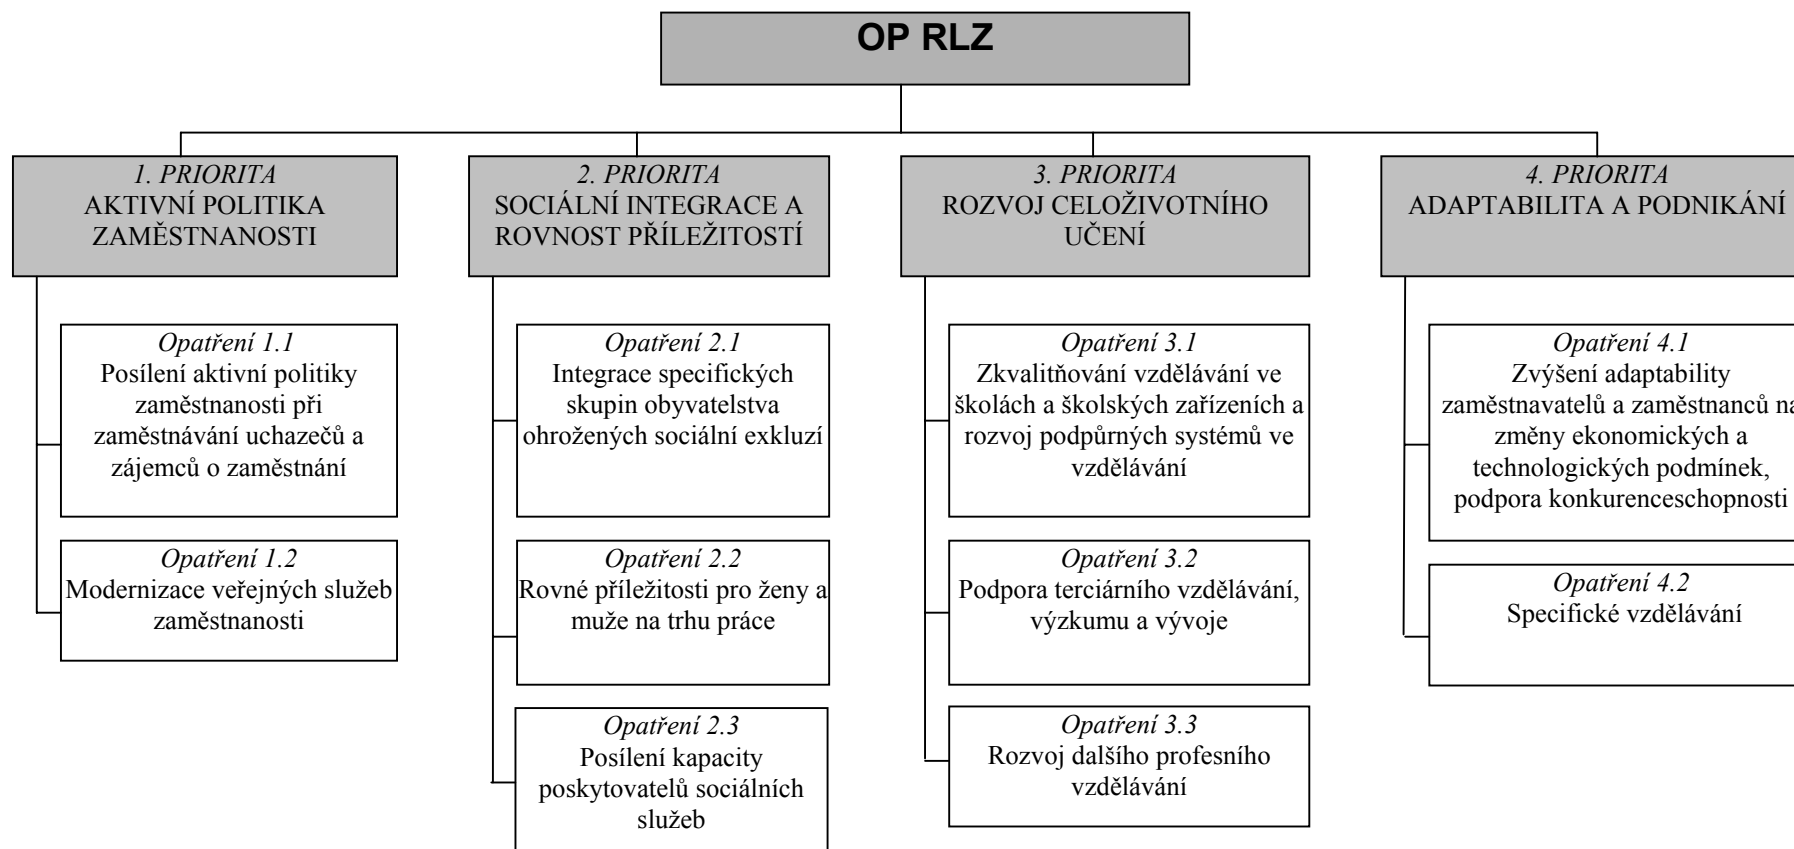 OP RLZ
1. PRIORITA
AKTIVNÍ POLITIKA
ZAMĚSTNANOSTI
2. PRIORITA
SOCIÁLNÍ INTEGRACE A
ROVNOST PŘÍLEŽITOSTÍ
3. PRIORITA
ROZVOJ CELOŽIVOTNÍHO
UČENÍ
4. PRIORITA
ADAPTABILITA A PODNIKÁNÍ
Opatření 1.1
Posílení aktivní politiky
zaměstnanosti při
zaměstnávání uchazečů a
zájemců o zaměstnání
Opatření 1.2
Modernizace veřejných služeb
zaměstnanosti
Opatření 2.1
Integrace specifických
skupin obyvatelstva
ohrožených sociální exkluzí
Opatření 2.2
Rovné příležitosti pro ženy a
muže na trhu práce
Opatření 2.3
Posílení kapacity
poskytovatelů sociálních
služeb
Opatření 3.1
Zkvalitňování vzdělávání ve
školách a školských zařízeních a
rozvoj podpůrných systémů ve
vzdělávání
Opatření 3.2
Podpora terciárního vzdělávání,
výzkumu a vývoje
Opatření 3.3
Rozvoj dalšího profesního
vzdělávání
Opatření 4.1
Zvýšení adaptability
zaměstnavatelů a zaměstnanců na
změny ekonomických a
technologických podmínek,
podpora konkurenceschopnosti
Opatření 4.2
Specifické vzdělávání